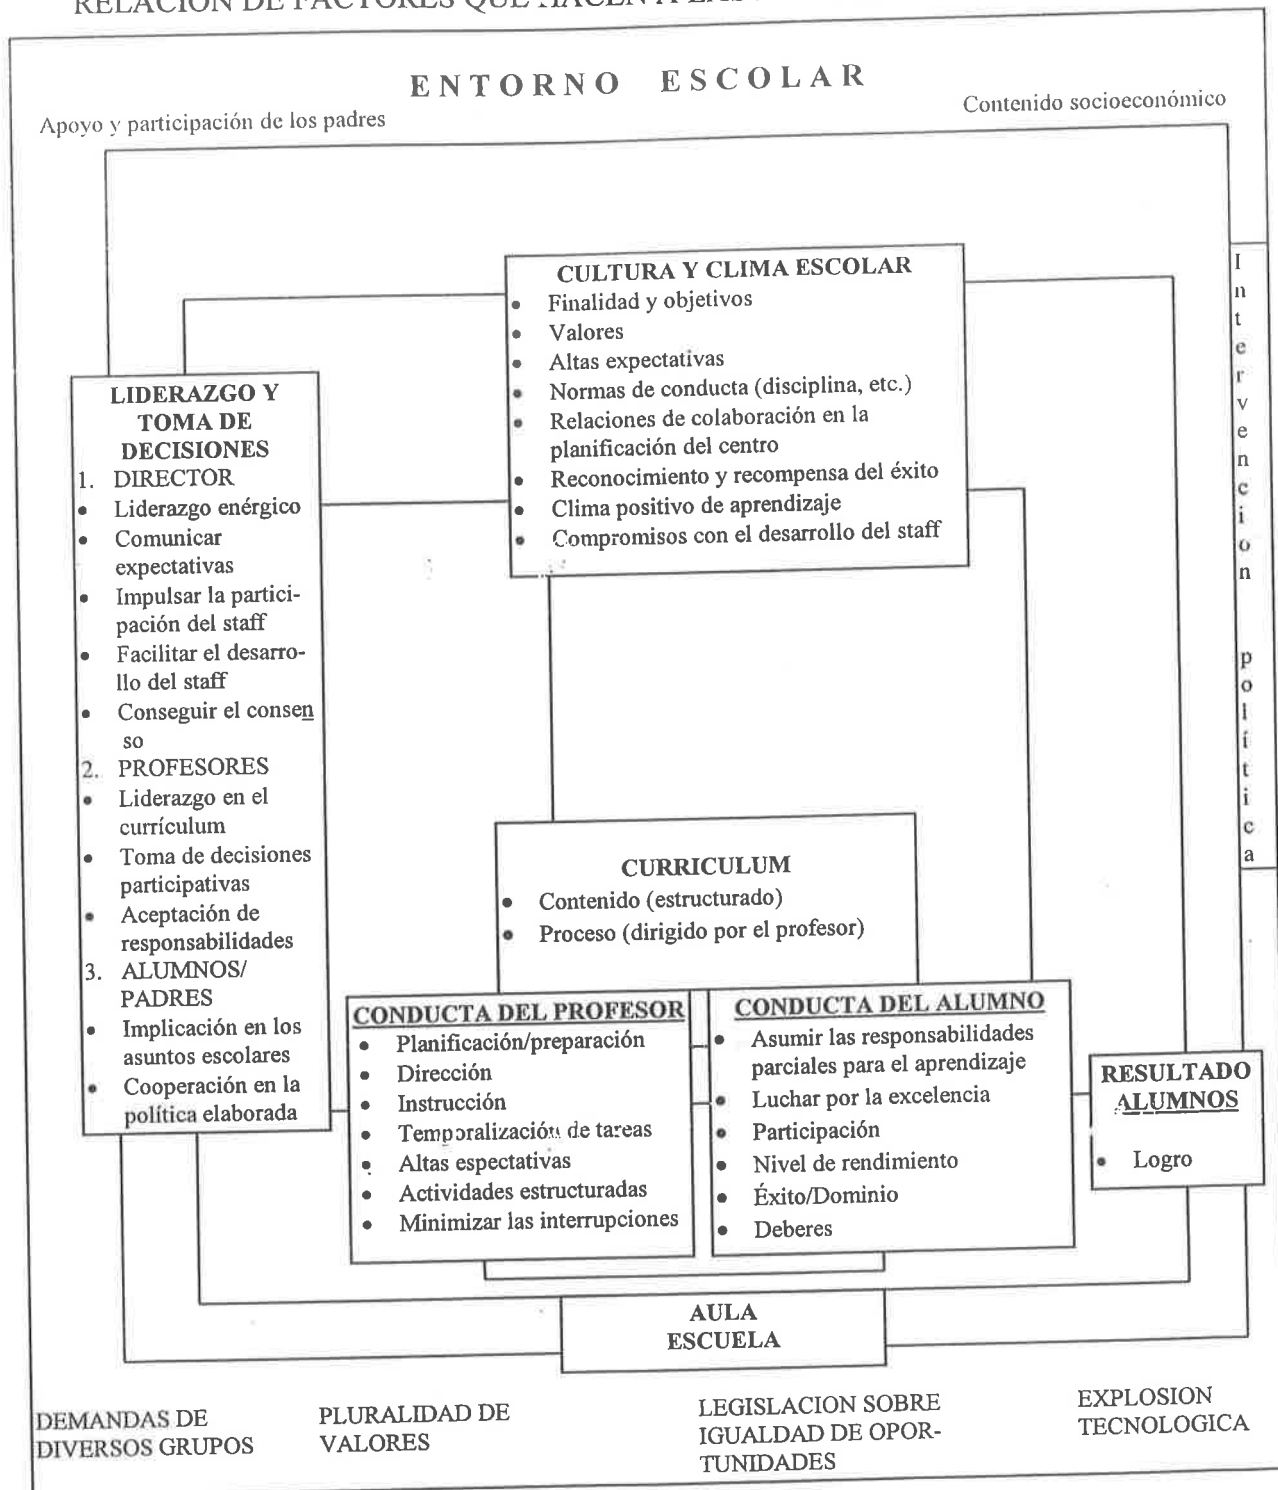 RELACIÓN DE FACTORES QUE HACEN A
ENTORNO ESCOLAR
Apoyo y participación de los padres
Contenido socioeconómico
CULTURA Y CLIMA ESCOLAR
• Finalidad y objetivos
• Valores
• Altas expectativas
• Normas de conducta (disciplina, etc.)
• Relaciones de colaboración en la
planificación del centro
• Reconocimiento y recompensa del éxito
• Clima positivo de aprendizaje
• Compromisos con el desarrollo del staff
Intervencion política
LIDERAZGO Y
TOMA DE
DECISIONES
1. DIRECTOR
• Liderazgo enérgico
• Comunicar
expectativas
• Impulsar la partici-
pación del staff
• Facilitar el desarro-
llo del staff
• Conseguir el consen
so
2. PROFESORES
• Liderazgo en el
currículum
• Toma de decisiones
participativas
• Aceptación de
responsabilidades
3. ALUMNOS/
PADRES
• Implicación en los
asuntos escolares
• Cooperación en la
política elaborada
CURRICULUM
• Contenido (estructurado)
• Proceso (dirigido por el profesor)
CONDUCTA DEL PROFESOR
• Planificación/preparación
• Dirección
• Instrucción
• Temporalización de tareas
• Altas espectativas
• Actividades estructuradas
• Minimizar las interrupciones
CONDUCTA DEL ALUMNO
• Asumir las responsabilidades
parciales para el aprendizaje
• Luchar por la excelencia
• Participación
• Nivel de rendimiento
• Éxito/Dominio
• Deberes
RESULTADO
ALUMNOS
• Logro
AULA
ESCUELA
DEMANDAS DE
DIVERSOS GRUPOS
PLURALIDAD DE
VALORES
LEGISLACION SOBRE
IGUALDAD DE OPOR-
TUNIDADES
EXPLOSION
TECNOLOGICA